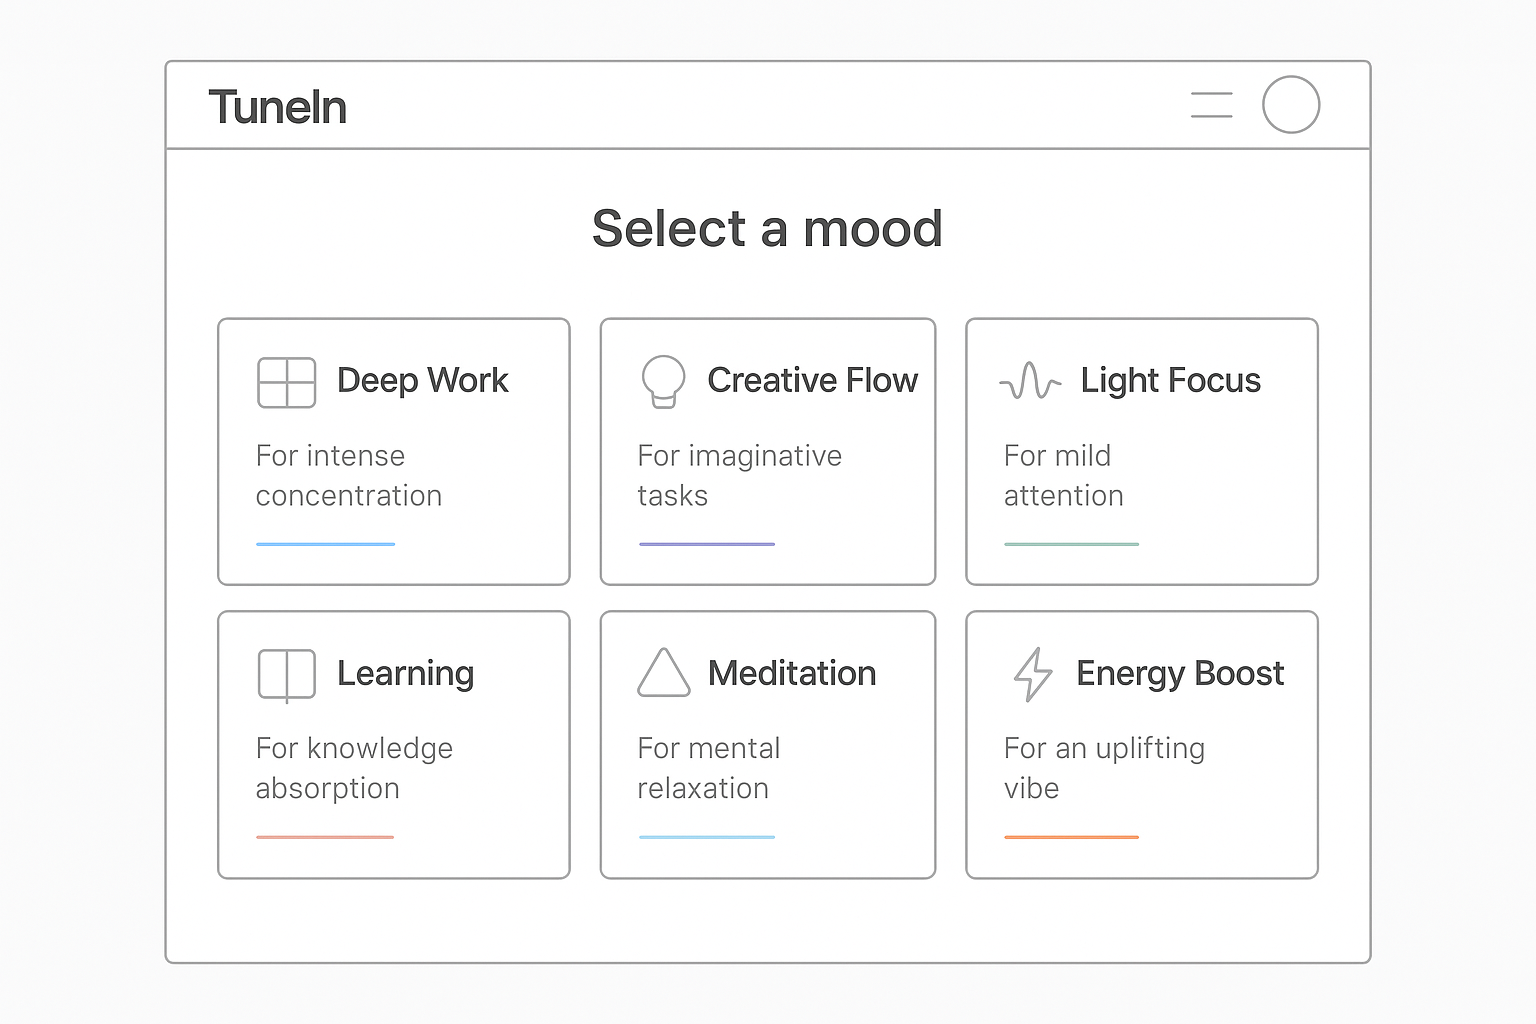 TuneIn
Select a mood
Deep Work
For intense
concentration
Creative Flow
For imaginative
tasks
Light Focus
For mild
attention
Learning
For knowledge
absorption
Meditation
For mental
relaxation
Energy Boost
For an uplifting
vibe